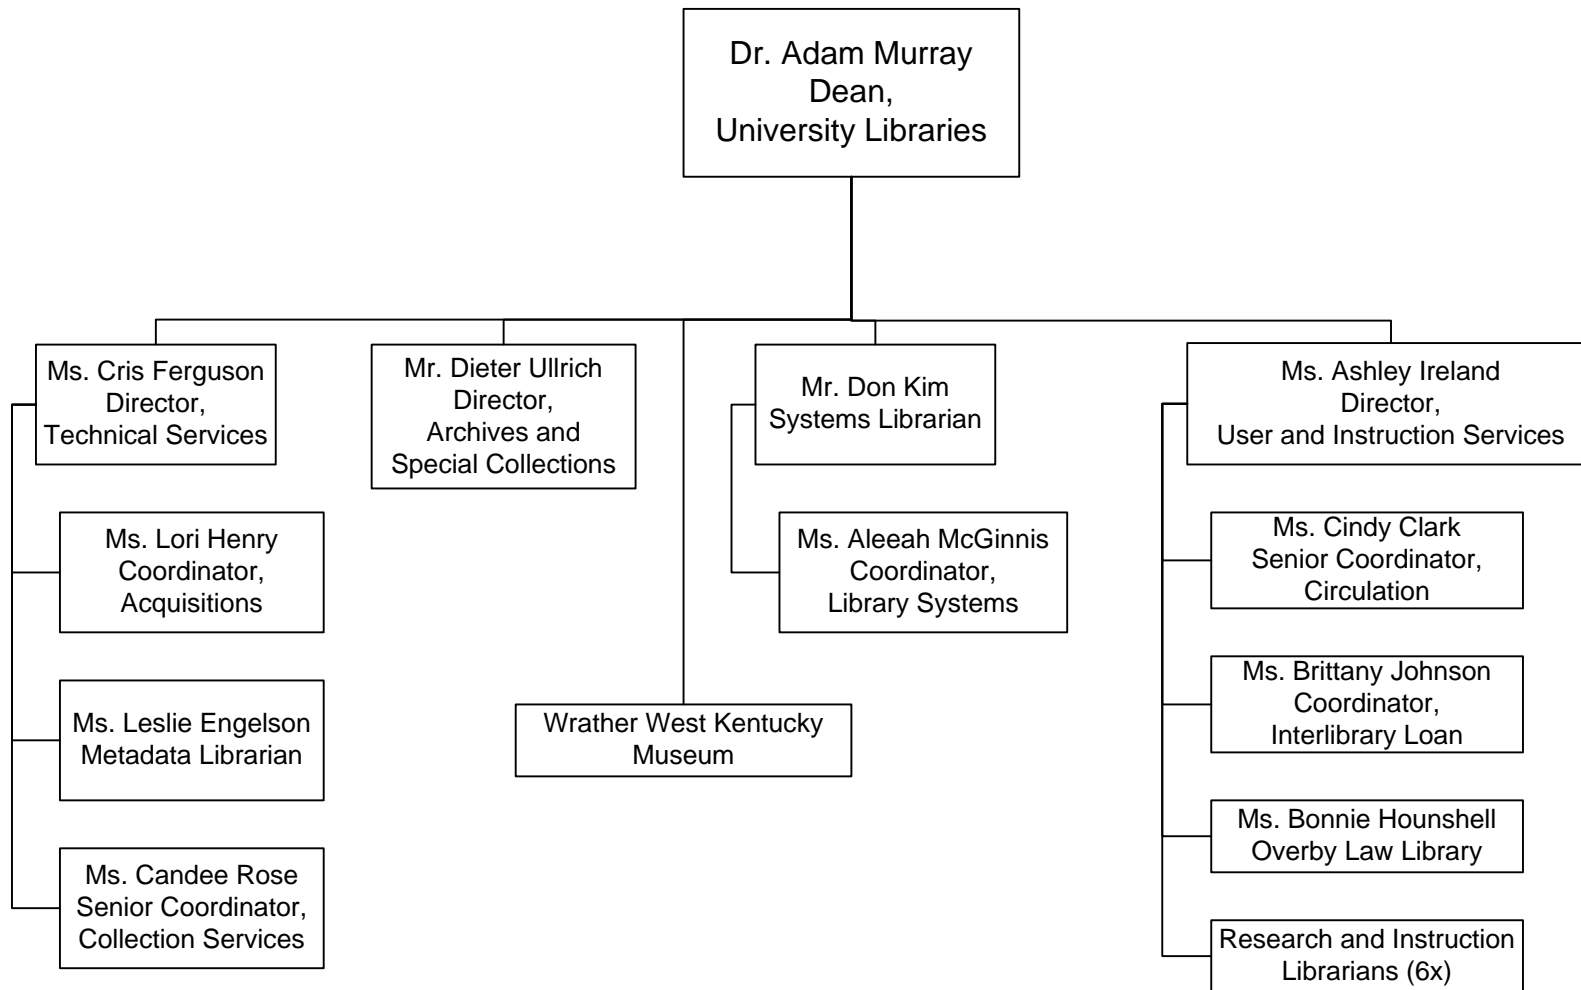 Dr. Adam Murray
Dean,
University Libraries
Ms. Cris Ferguson
Director,
Technical Services
Mr. Dieter Ullrich
Director,
Archives and
Special Collections
Mr. Don Kim
Systems Librarian
Ms. Ashley Ireland
Director,
User and Instruction Services
Ms. Lori Henry
Coordinator,
Acquisitions
Ms. Aleeah McGinnis
Coordinator,
Library Systems
Ms. Cindy Clark
Senior Coordinator,
Circulation
Ms. Leslie Engelson
Metadata Librarian
Wrather West Kentucky
Museum
Ms. Brittany Johnson
Coordinator,
Interlibrary Loan
Ms. Bonnie Hounshell
Overby Law Library
Ms. Candee Rose
Senior Coordinator,
Collection Services
Research and Instruction
Librarians (6x)